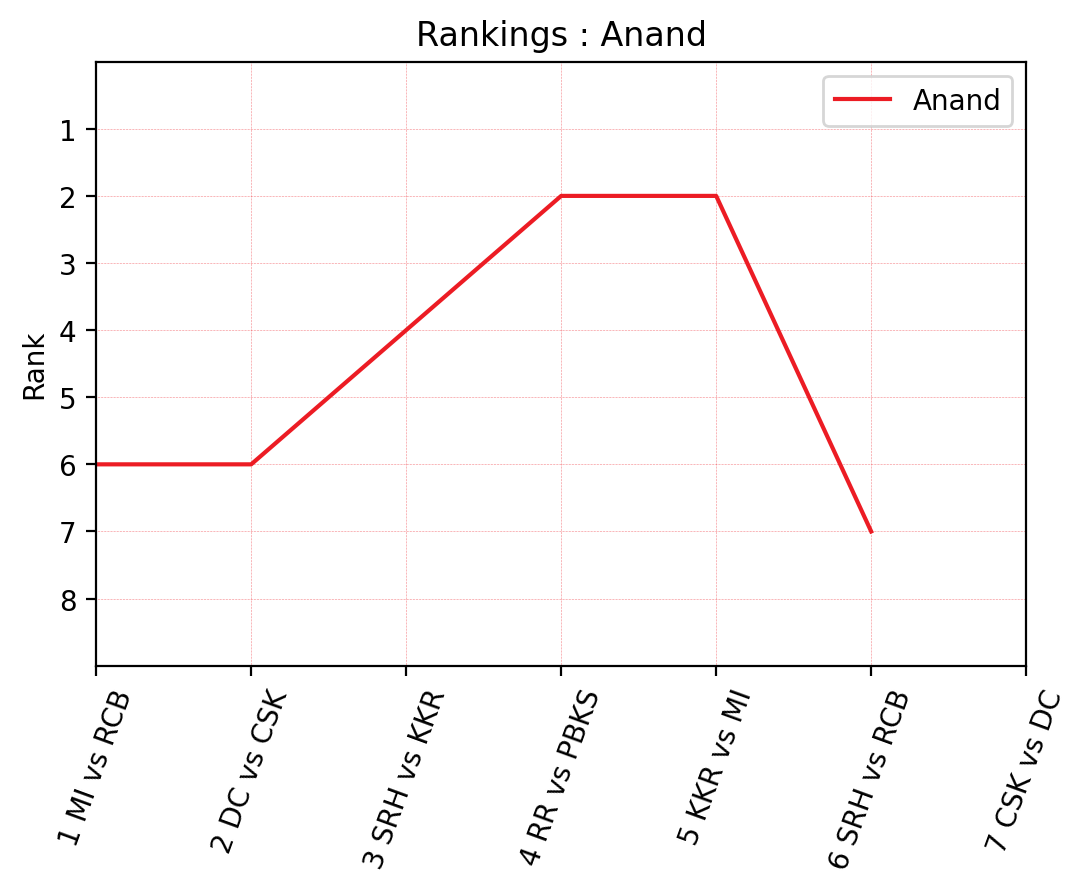 Rankings : Anand
Anand
Rank
1
2
3
4
5
6
7
8
1 MI vs RCB
2 DC vs CSK
3 SRH vs KKR
4 RR vs PBKS
5 KKR vs MI
6 SRH vs RCB
7 CSK vs DC